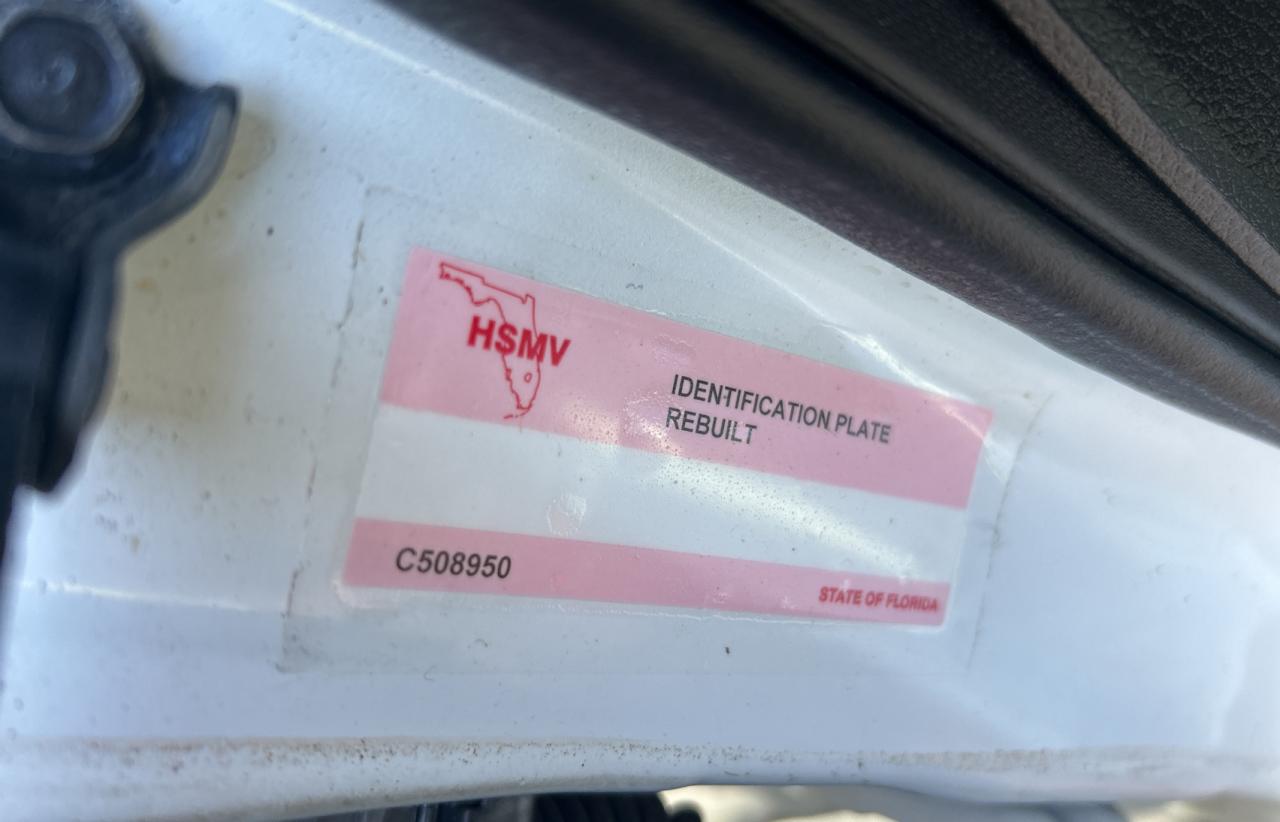 HSMV
IDENTIFICATION PLATE
REBUILT
C508950
STATE OF FLORIDA